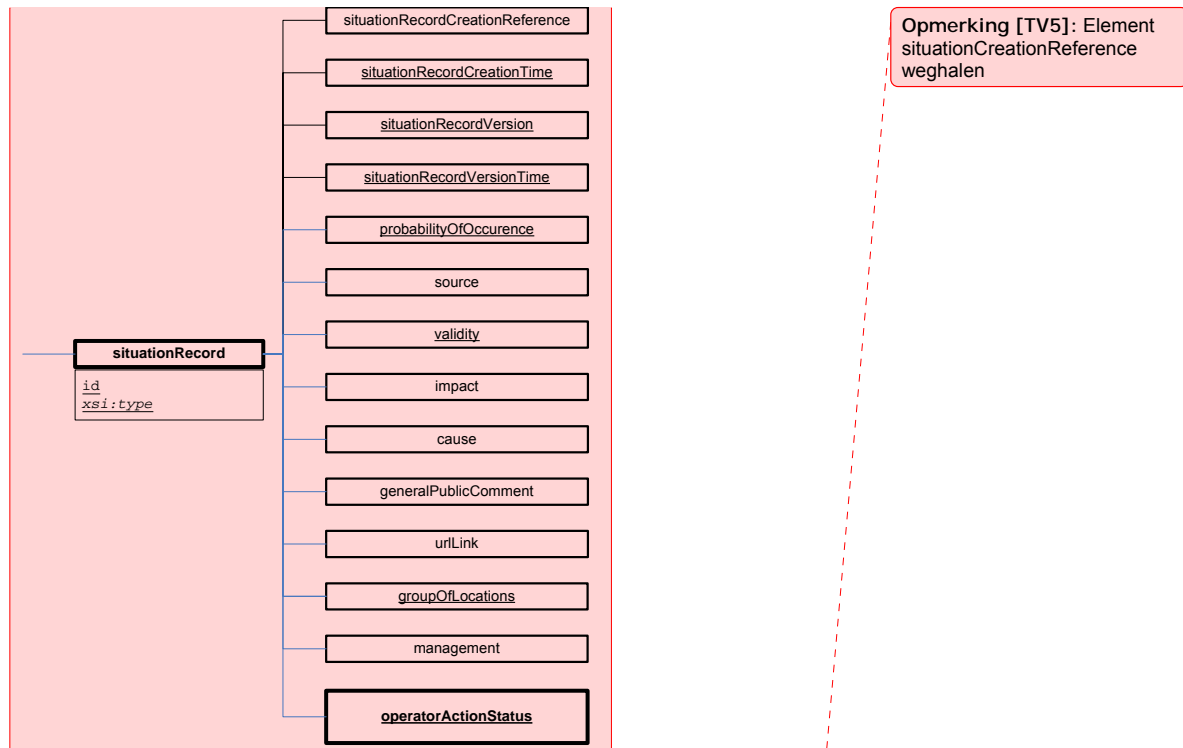 situationRecordCreationReference
situationRecordCreationTime
situationRecordVersion
situationRecordVersionTime
probabilityOfOccurence
source
validity
situationRecord
id
xsi:type
impact
cause
generalPublicComment
urlLink
groupOfLocations
management
operatorActionStatus
Opmerking [TV5]: Element
situationCreationReference
weghalen